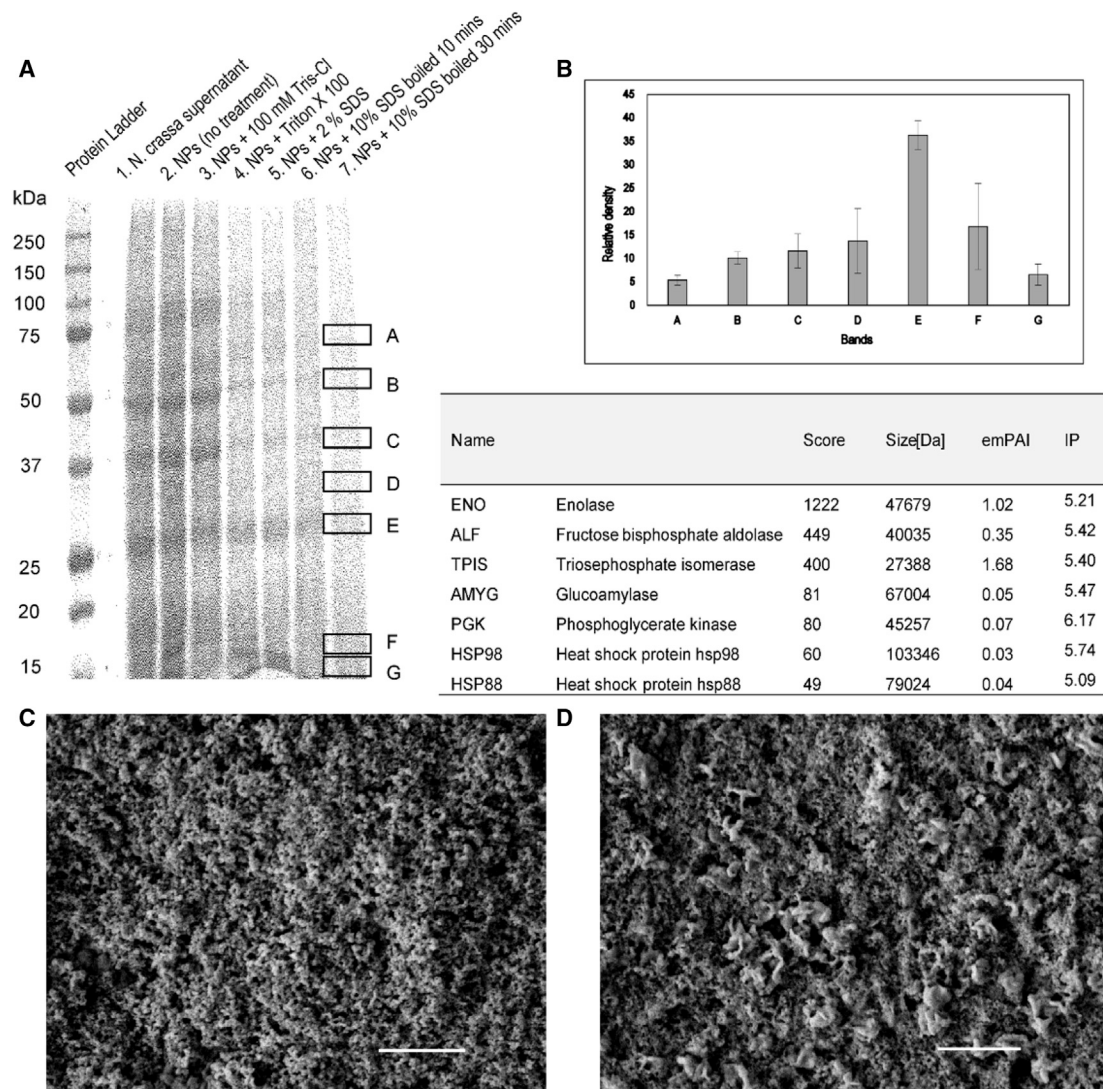 A
Protein Ladder
1. N. crassa supernatant
2. NPs (no treatment)
3. NPs + 100 mM Tris-Cl
4. NPs + Triton X 100
5. NPs + 2 % SDS
6. NPs + 10% SDS boiled 10 mins
7. NPs + 10% SDS boiled 30 mins
kDa
250
150
100
75
50
37
25
20
15
A
B
C
D
E
F
G
B
Relative density
45
40
35
30
25
20
15
10
5
0
A B C D E F G
Bands
Name Score Size[Da] emPAI IP
ENO Enolase 1222 47679 1.02 5.21
ALF Fructose bisphosphate aldolase 449 40035 0.35 5.42
TPIS Triosephosphate isomerase 400 27388 1.68 5.40
AMYG Glucoamylase 81 67004 0.05 5.47
PGK Phosphoglycerate kinase 80 45257 0.07 6.17
HSP98 Heat shock protein hsp98 60 103346 0.03 5.74
HSP88 Heat shock protein hsp88 49 79024 0.04 5.09
C
D